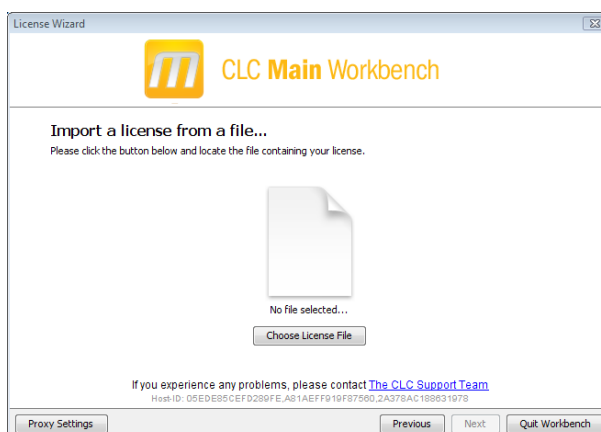 License Wizard
CLC Main Workbench
Import a license from a file...
Please click the button below and locate the file containing your license.
No file selected...
Choose License File
If you experience any problems, please contact The CLC Support Team
Host-ID: 05EDE85CEFD289FE,A81AEFF919F87560,2A378AC188631978
Proxy Settings
Previous
Next
Quit Workbench